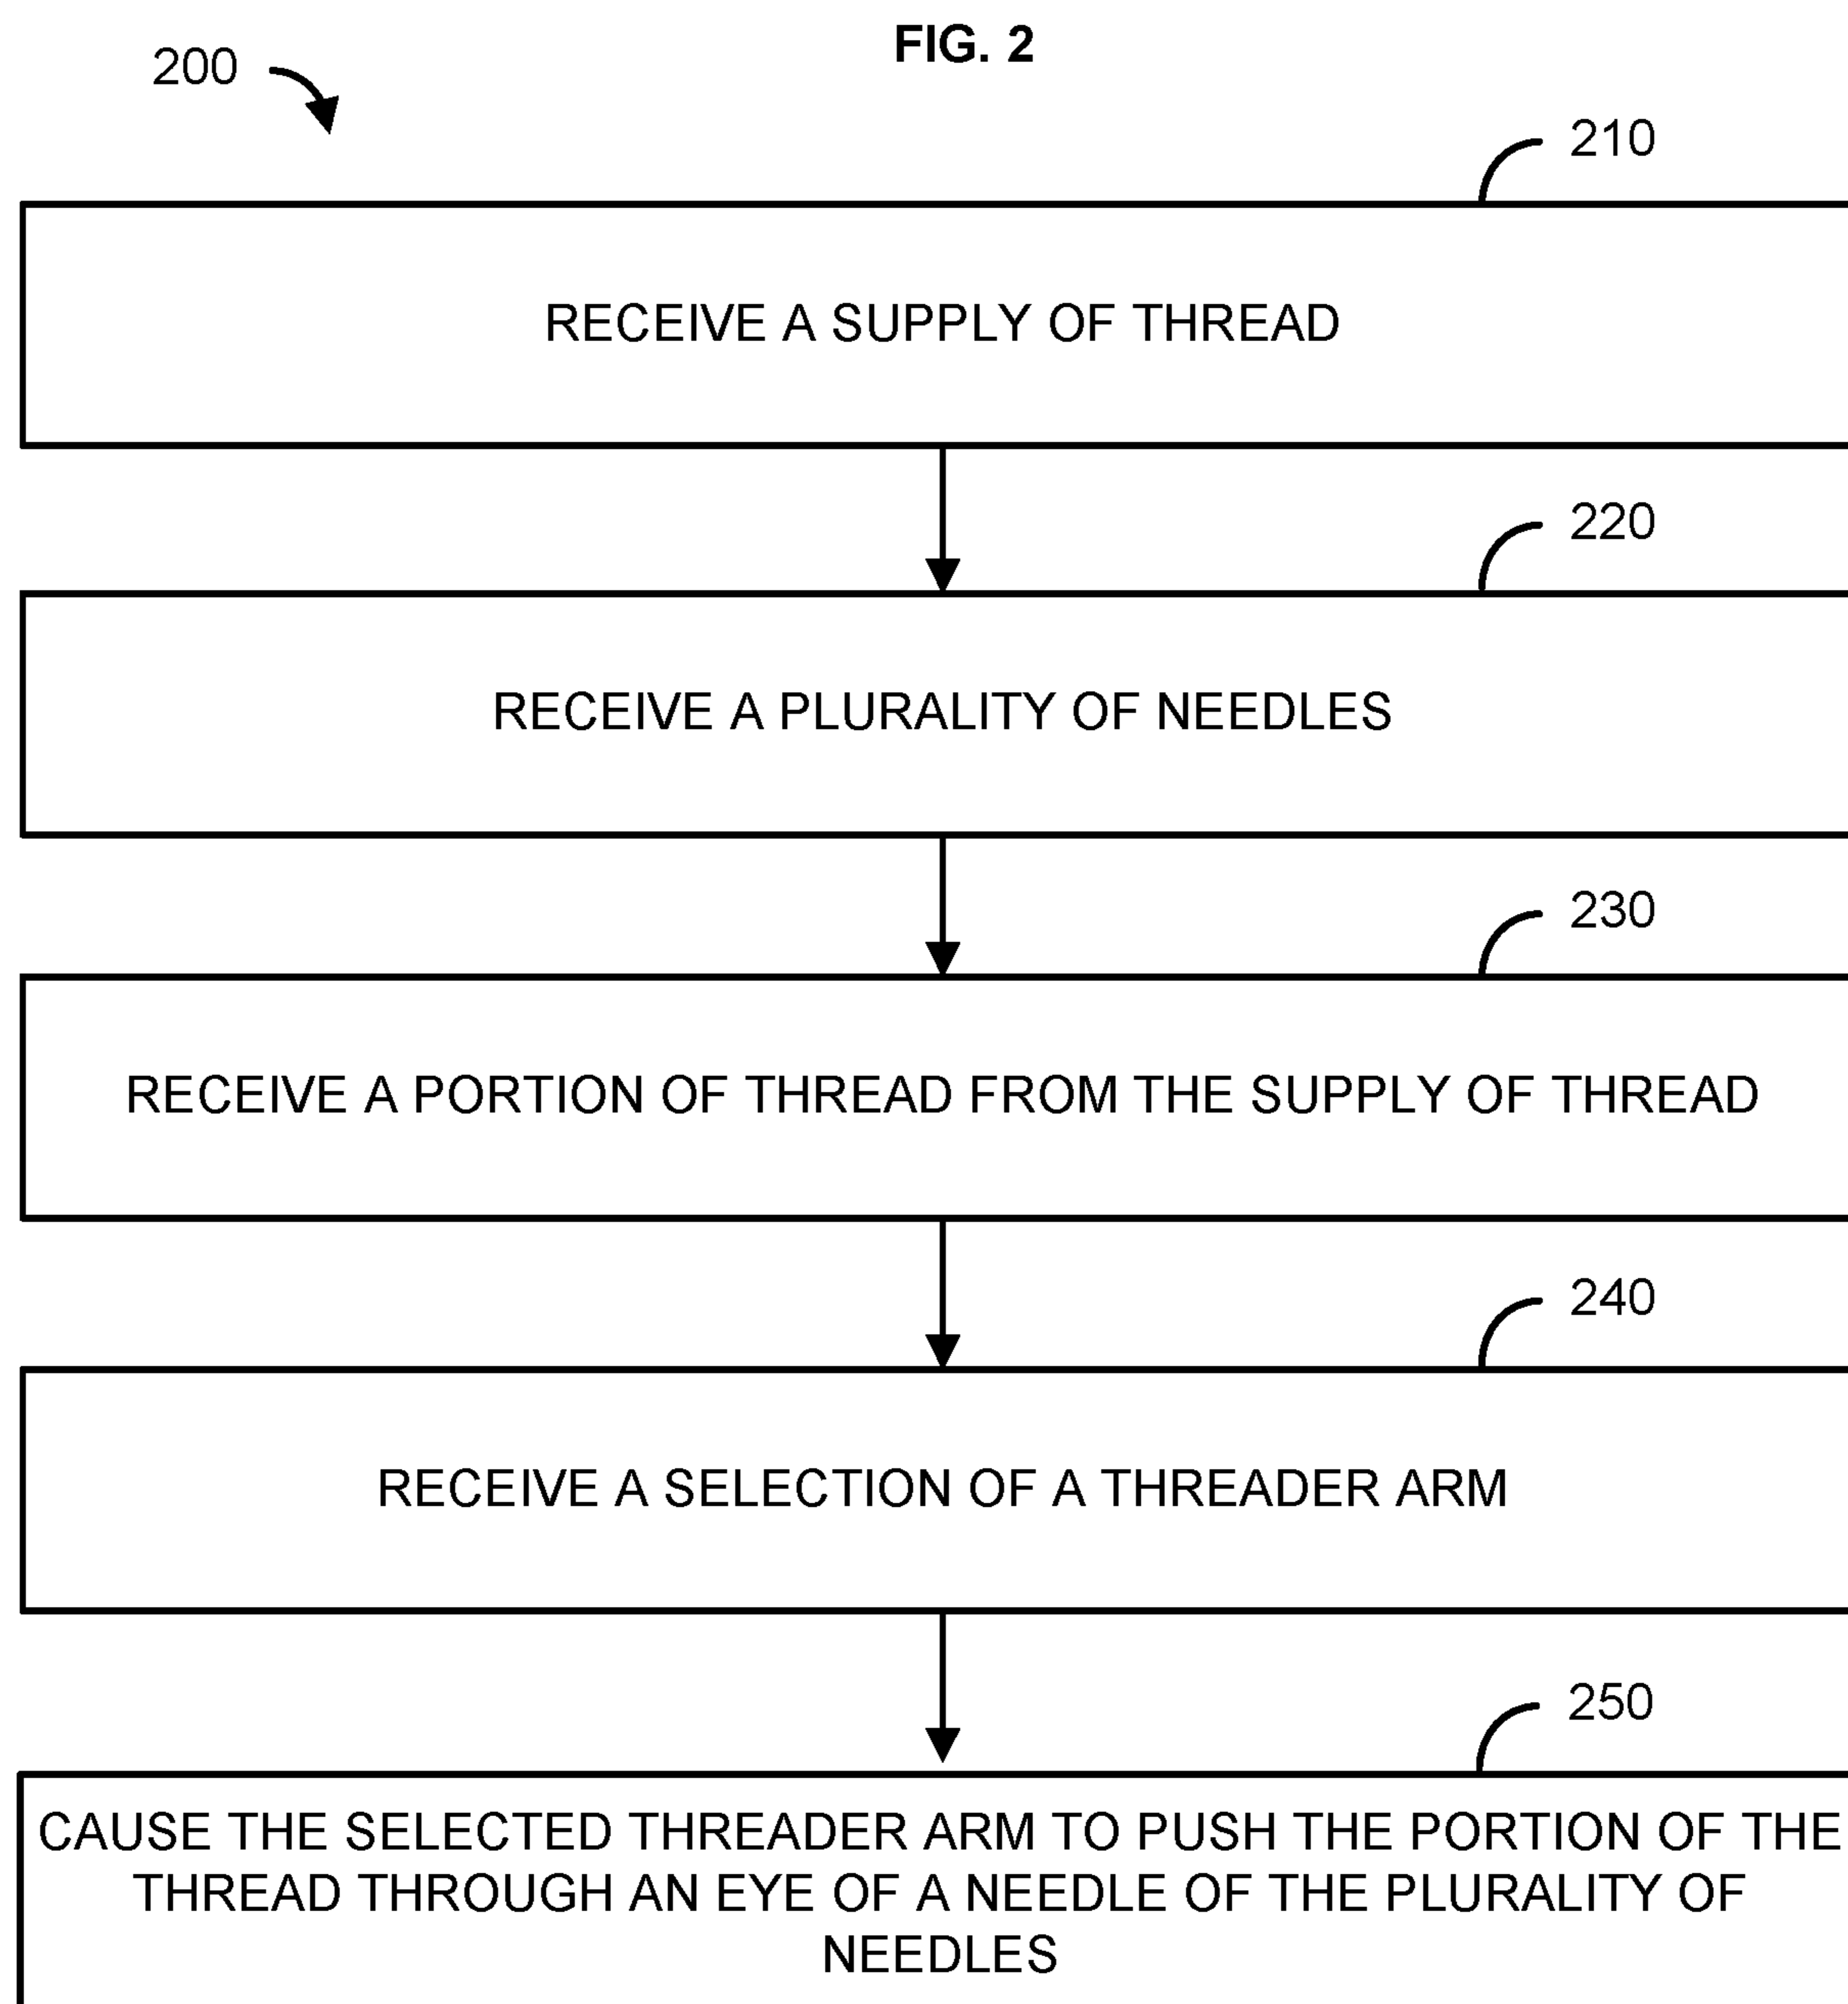 FIG. 2
200
210
RECEIVE A SUPPLY OF THREAD
220
RECEIVE A PLURALITY OF NEEDLES
230
RECEIVE A PORTION OF THREAD FROM THE SUPPLY OF THREAD
240
RECEIVE A SELECTION OF A THREADER ARM
250
CAUSE THE SELECTED THREADER ARM TO PUSH THE PORTION OF THE
THREAD THROUGH AN EYE OF A NEEDLE OF THE PLURALITY OF
NEEDLES